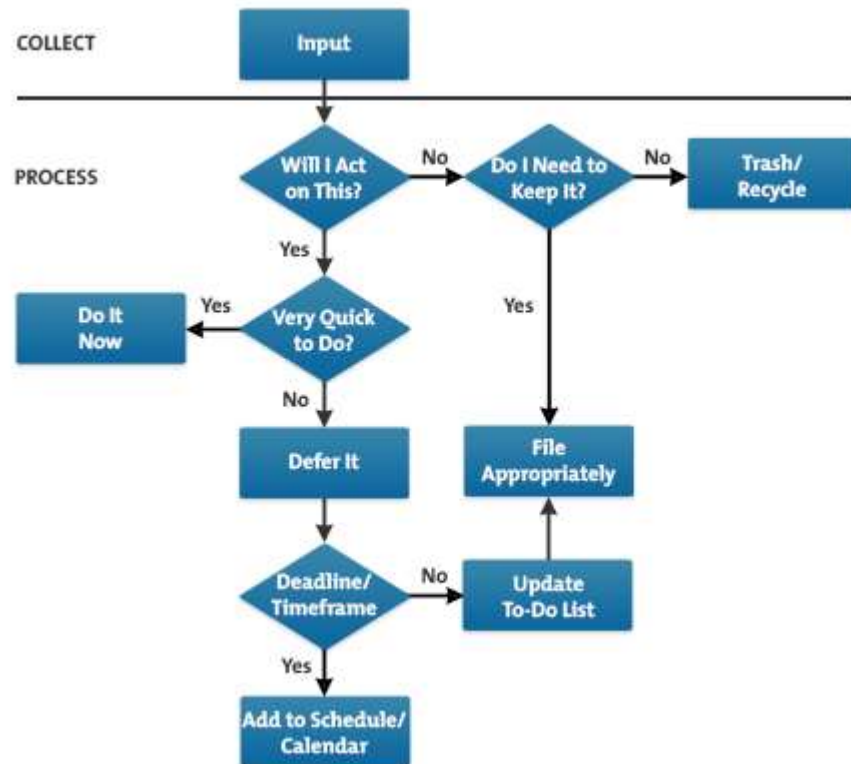 COLLECT
Input
PROCESS
Will I Act
on This?
No
Do I Need to
Keep It?
No
Trash/
Recycle
Yes
Do It
Now
Yes
Very Quick
to Do?
Yes
No
Defer It
File
Appropriately
Deadline/
Timeframe
No
Update
To-Do List
Yes
Add to Schedule/
Calendar